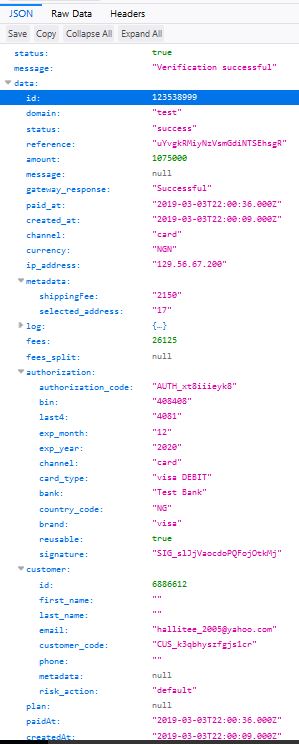 JSON Raw Data Headers
Save Copy Collapse All Expand All
status: true
message: "Verification successful"
data:
id: 123538999
domain: "test"
status: "success"
reference: "uYvgkRMiyNzVsmGdiNTSEhsgR"
amount: 1075000
message: null
gateway_response: "Successful"
paid_at: "2019-03-03T22:00:36.000Z"
created_at: "2019-03-03T22:00:09.000Z"
channel: "card"
currency: "NGN"
ip_address: "129.56.67.200"
metadata:
shippingFee: "2150"
selected_address: "17"
log: {…}
fees: 26125
fees_split: null
authorization:
authorization_code: "AUTH_xt8iiieyk8"
bin: "408408"
last4: "4081"
exp_month: "12"
exp_year: "2020"
channel: "card"
card_type: "visa DEBIT"
bank: "Test Bank"
country_code: "NG"
brand: "visa"
reusable: true
signature: "SIG_slJjVaocdoPQFojOtkMj"
customer:
id: 6886612
first_name: ""
last_name: ""
email: "hallitee_2005@yahoo.com"
customer_code: "CUS_k3qbhyszfgjs1cr"
phone: ""
metadata: null
risk_action: "default"
plan: null
paidAt: "2019-03-03T22:00:36.000Z"
createdAt: "2019-03-03T22:00:09.000Z"